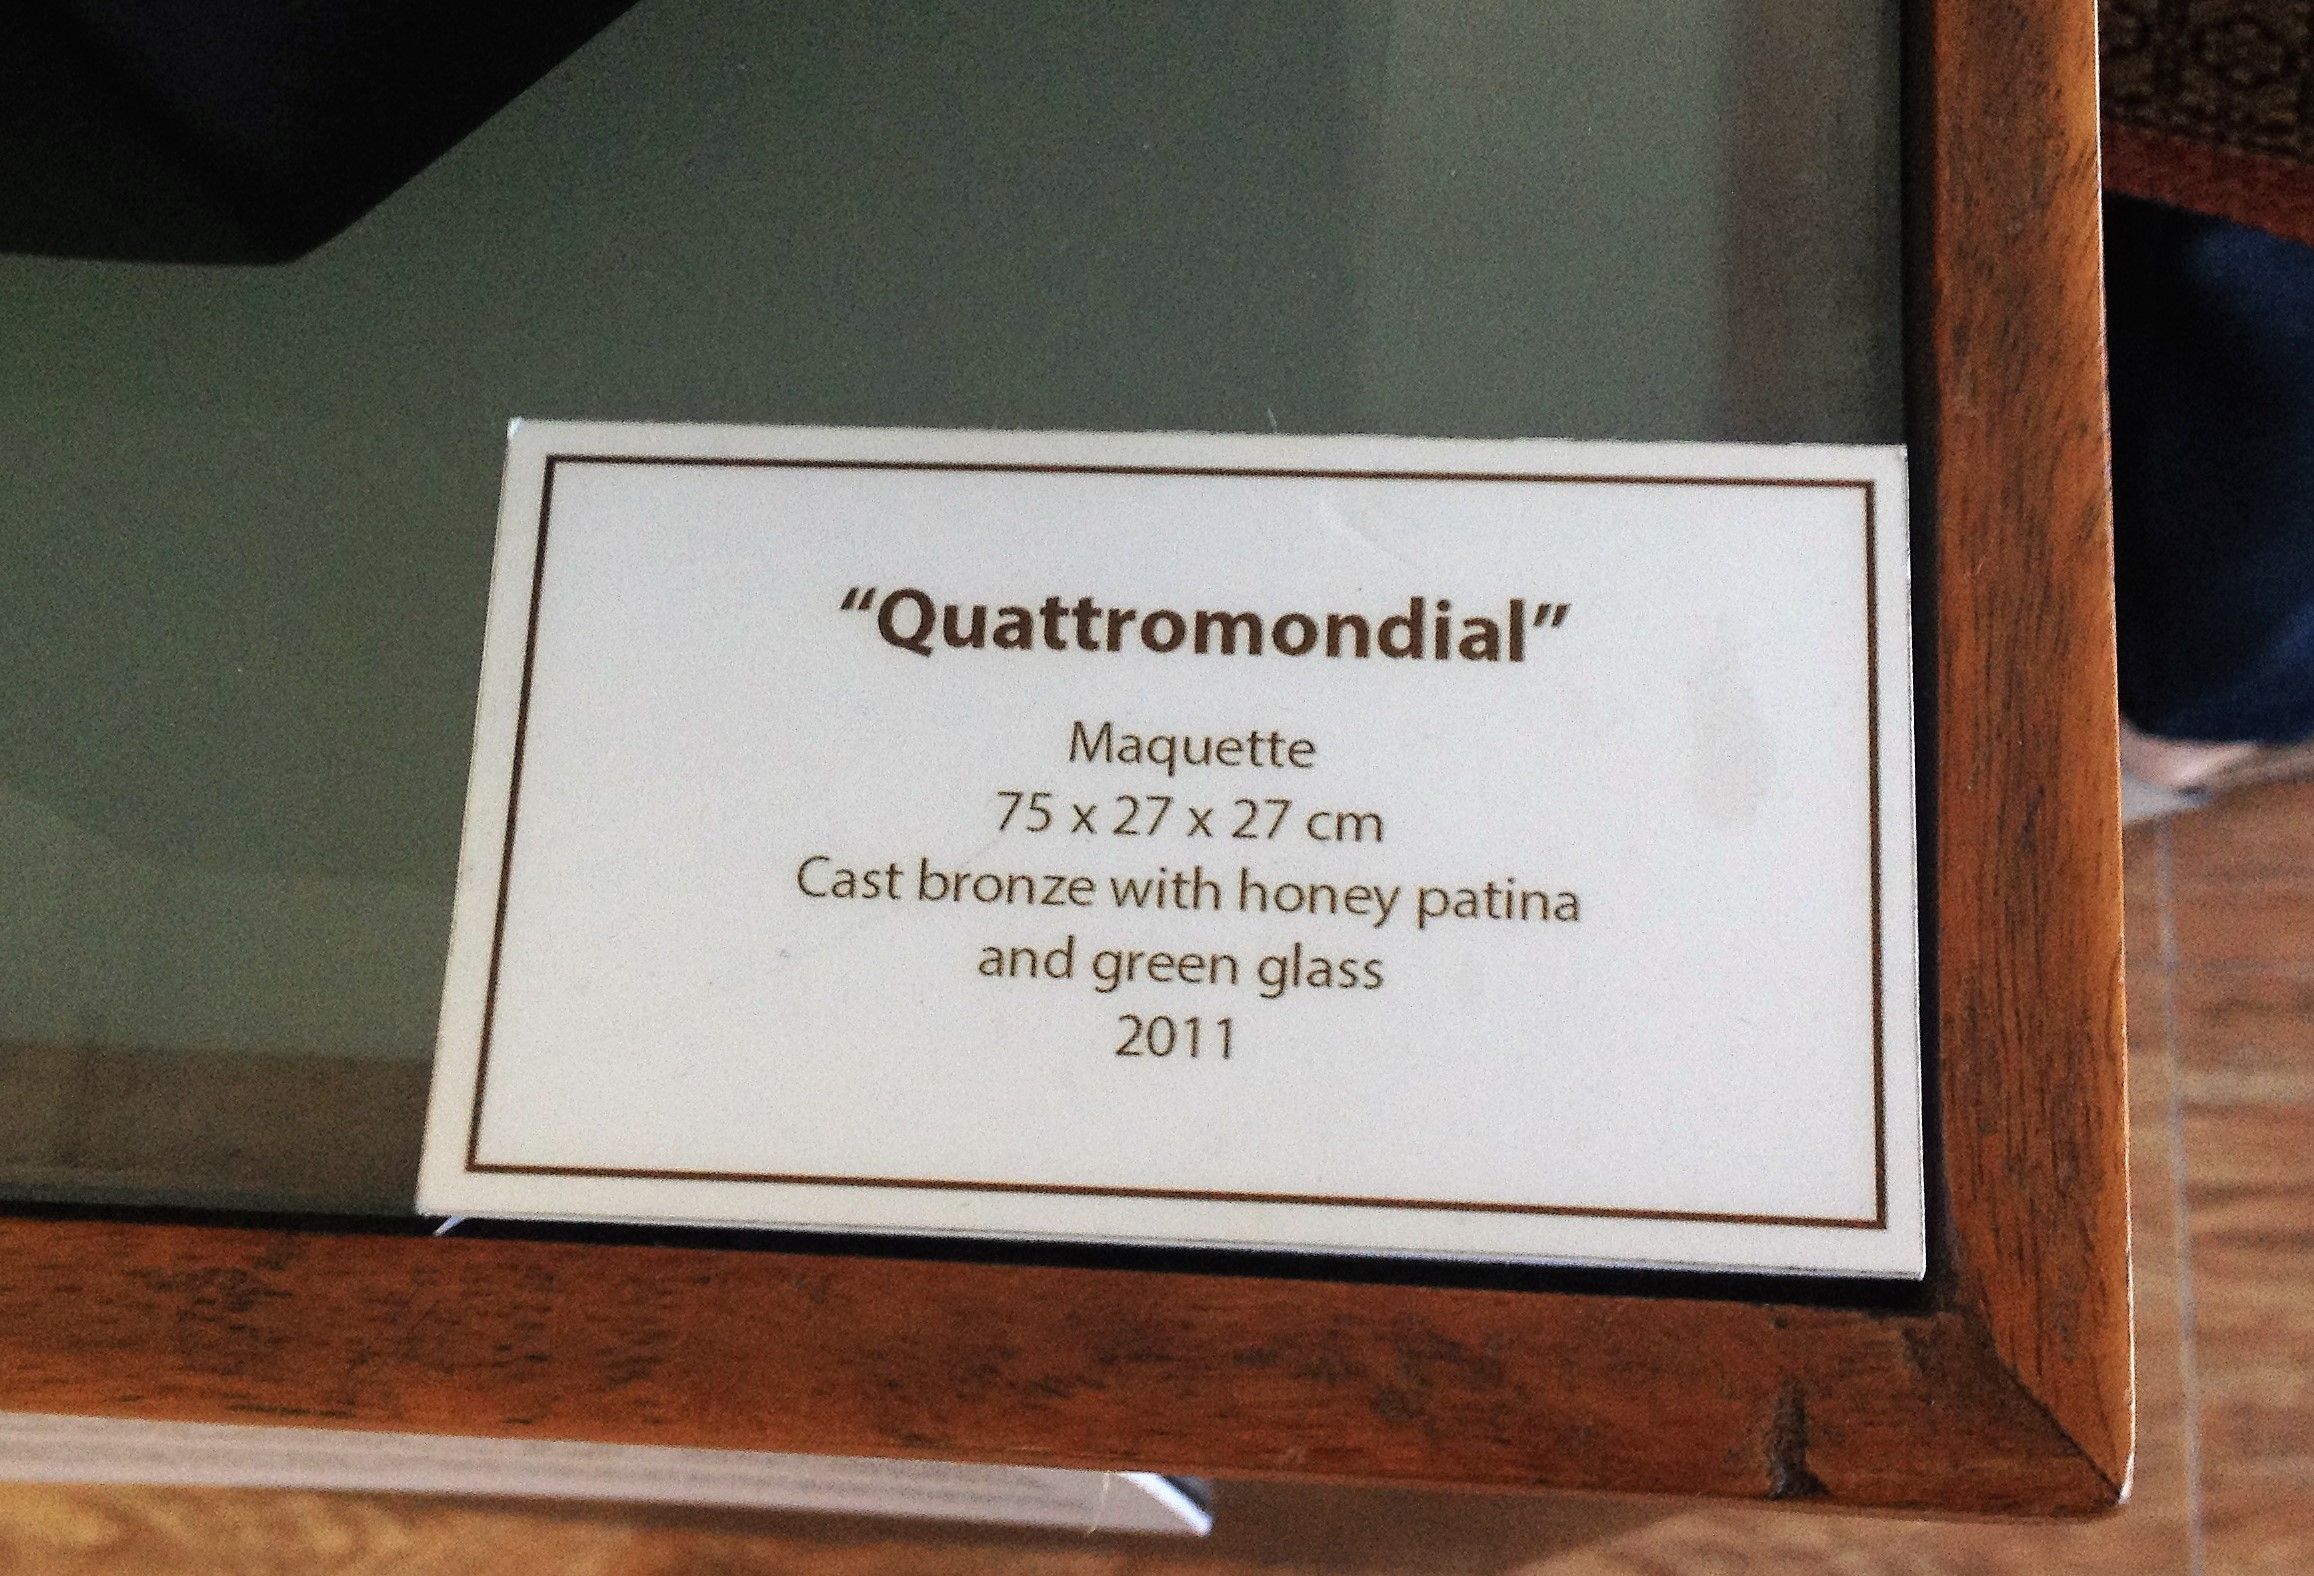 “Quattromondial”
Maquette
75 x 27 x 27 cm
Cast bronze with honey patina
and green glass
2011